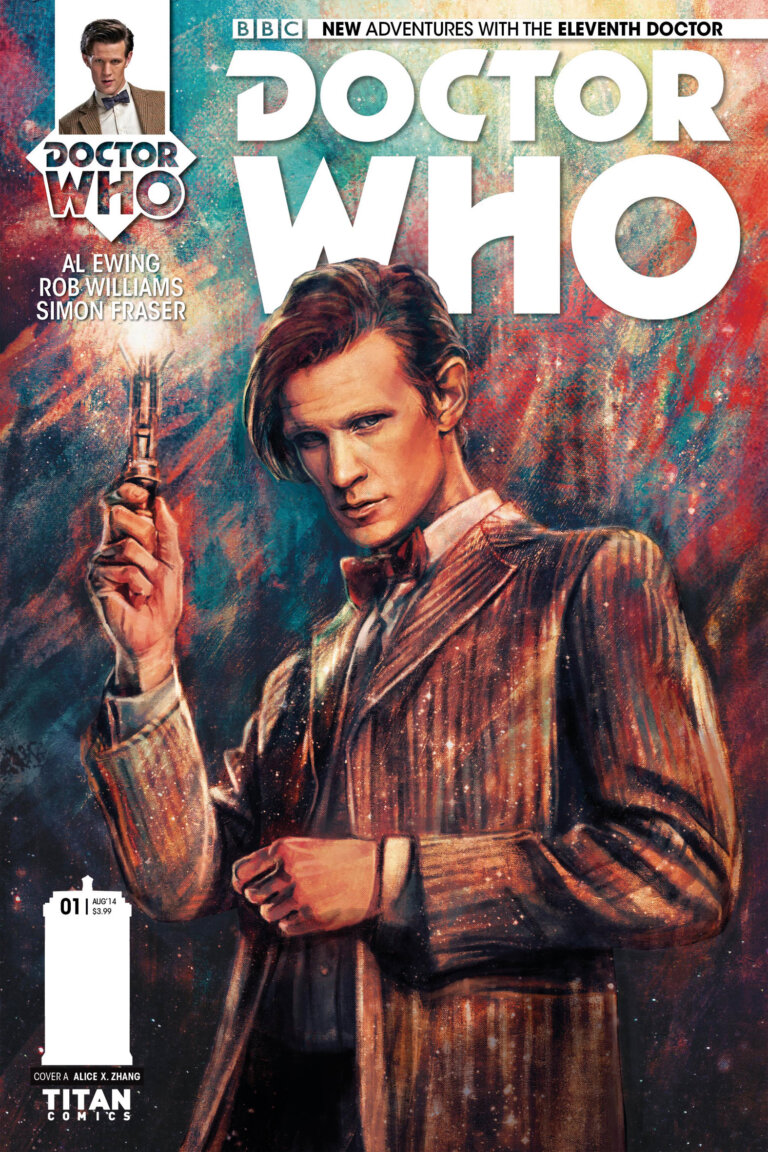 BBC NEW ADVENTURES WITH THE ELEVENTH DOCTOR
DOCTOR
WHO
DOCTOR
WHO
AL EWING
ROB WILLIAMS
SIMON FRASER
01 AUG'14
$3.99
COVER A ALICE X. ZHANG
TITAN
COMICS